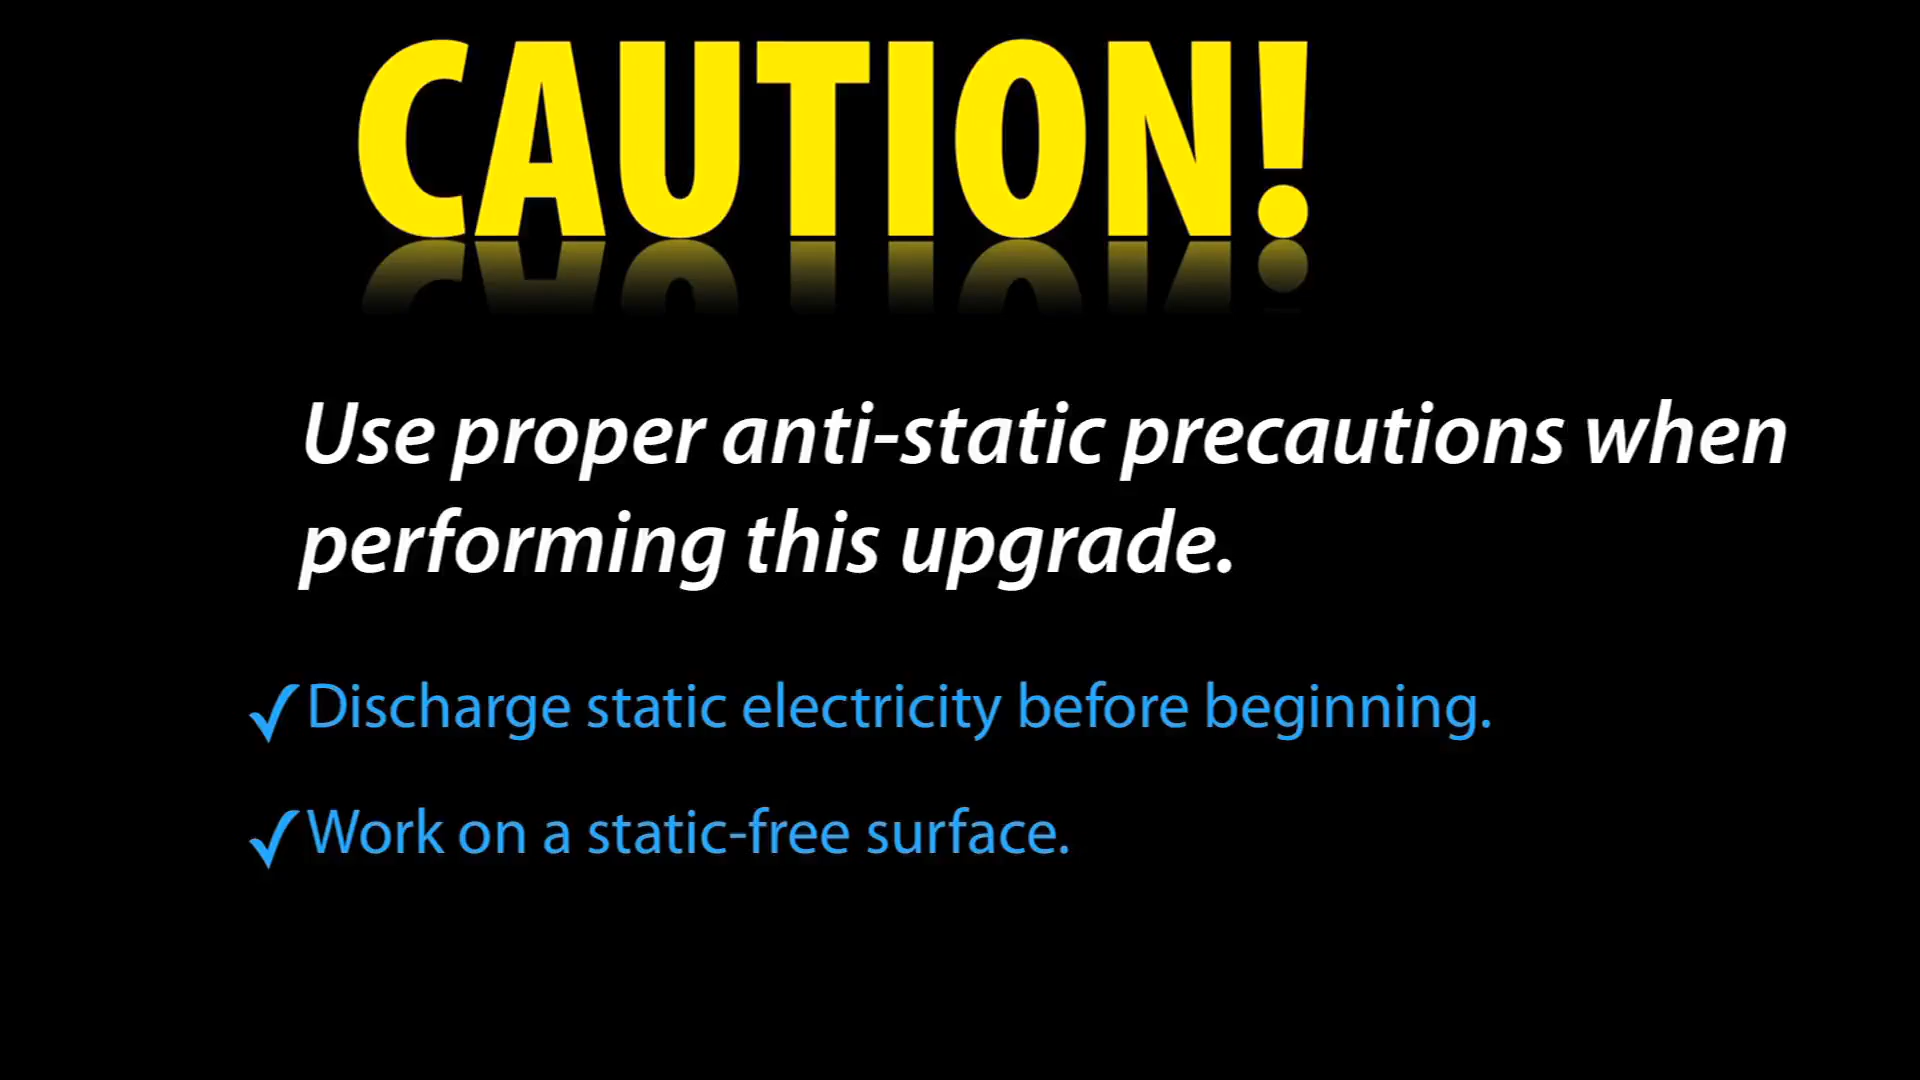 CAUTION!
Use proper anti-static precautions when
performing this upgrade.
✓Discharge static electricity before beginning.
✓Work on a static-free surface.